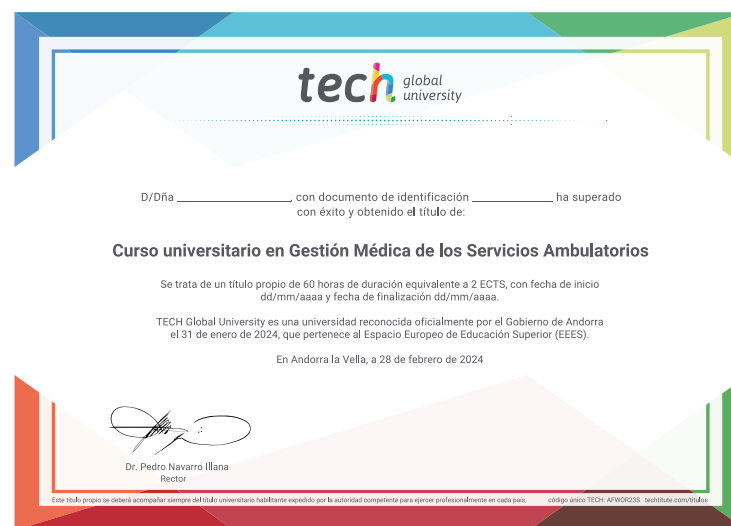 tech global university
D/Dña ______________, con documento de identificación __________ ha superado
con éxito y obtenido el título de:
Curso universitario en Gestión Médica de los Servicios Ambulatorios
Se trata de un título propio de 60 horas de duración equivalente a 2 ECTS, con fecha de inicio
dd/mm/aaaa y fecha de finalización dd/mm/aaaa.
TECH Global University es una universidad reconocida oficialmente por el Gobierno de Andorra
el 31 de enero de 2024, que pertenece al Espacio Europeo de Educación Superior (EEES).
En Andorra la Vella, a 28 de febrero de 2024
Dr. Pedro Navarro Illana
Rector
Este título propio se deberá acompañar siempre del título universitario habilitante expedido por la autoridad competente para ejercer profesionalmente en cada país. código único TECH: AFWOR23S techtitute.com/titulos